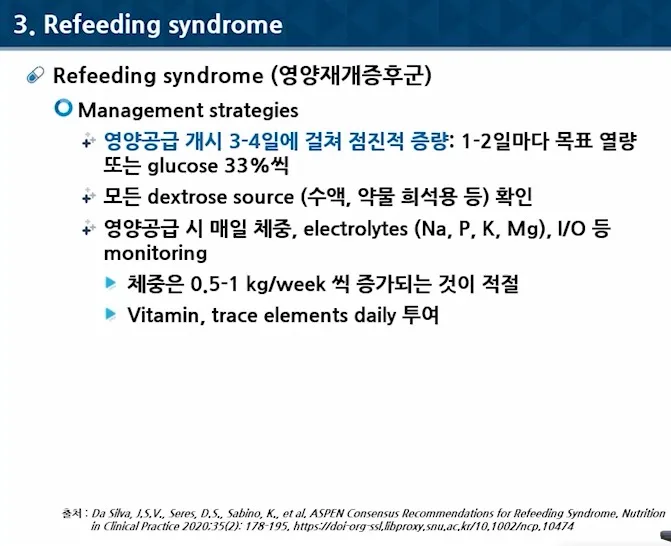 3. Refeeding syndrome
Refeeding syndrome (영양재개증후군)
Management strategies
영양공급 개시 3-4일에 걸쳐 점진적 증량: 1-2일마다 목표 열량
또는 glucose 33%씩
모든 dextrose source (수액, 약물 희석용 등) 확인
영양공급 시 매일 체중, electrolytes (Na, P, K, Mg), I/O 등
monitoring
체중은 0.5-1 kg/week 씩 증가되는 것이 적절
Vitamin, trace elements daily 투여
출처 : Da Silva, J.S.V., Seres, D.S., Sabino, K., et al. ASPEN Consensus Recommendations for Refeeding Syndrome. Nutrition
in Clinical Practice 2020;35(2): 178-195. https://doi-org-ssl.libproxy.snu.ac.kr/10.1002/ncp.10474